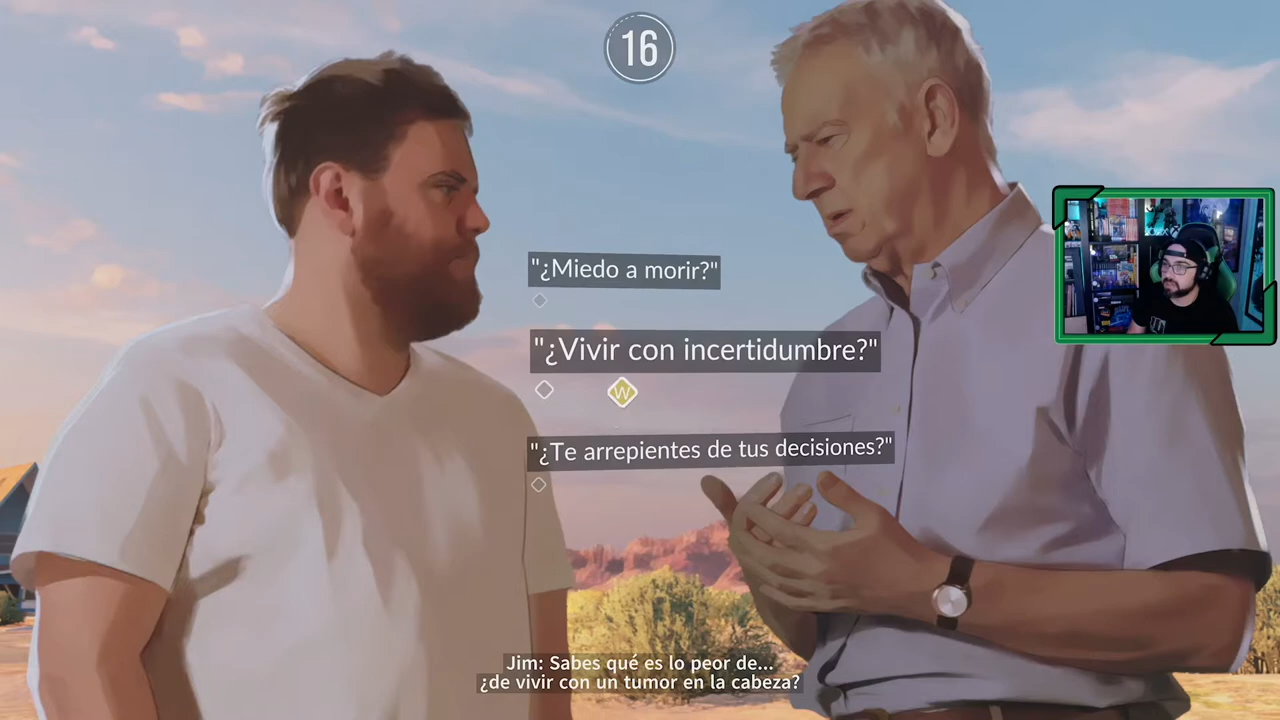 16
"¿Miedo a morir?"
"¿Vivir con incertidumbre?"
W
"¿Te arrepientes de tus decisiones?"
Jim: Sabes qué es lo peor de...
¿de vivir con un tumor en la cabeza?